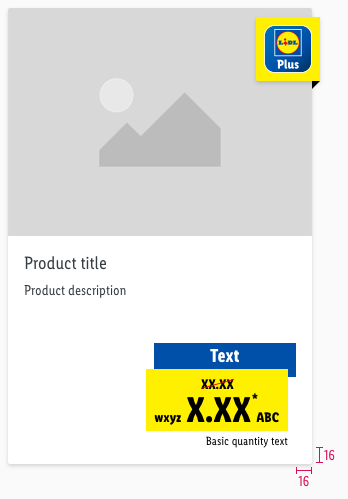 LIDL
Plus
Product title
Product description
Text
XX.XX
wxyz X.XX* ABC
Basic quantity text
16
16